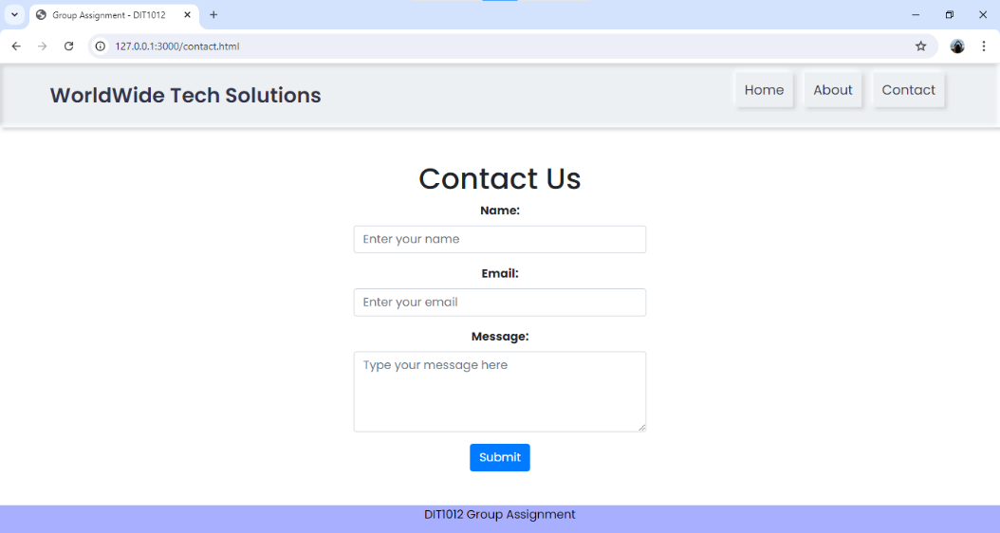 Group Assignment - DIT1012
127.0.0.1:3000/contact.html
WorldWide Tech Solutions
Home About Contact
Contact Us
Name:
Enter your name
Email:
Enter your email
Message:
Type your message here
Submit
DIT1012 Group Assignment